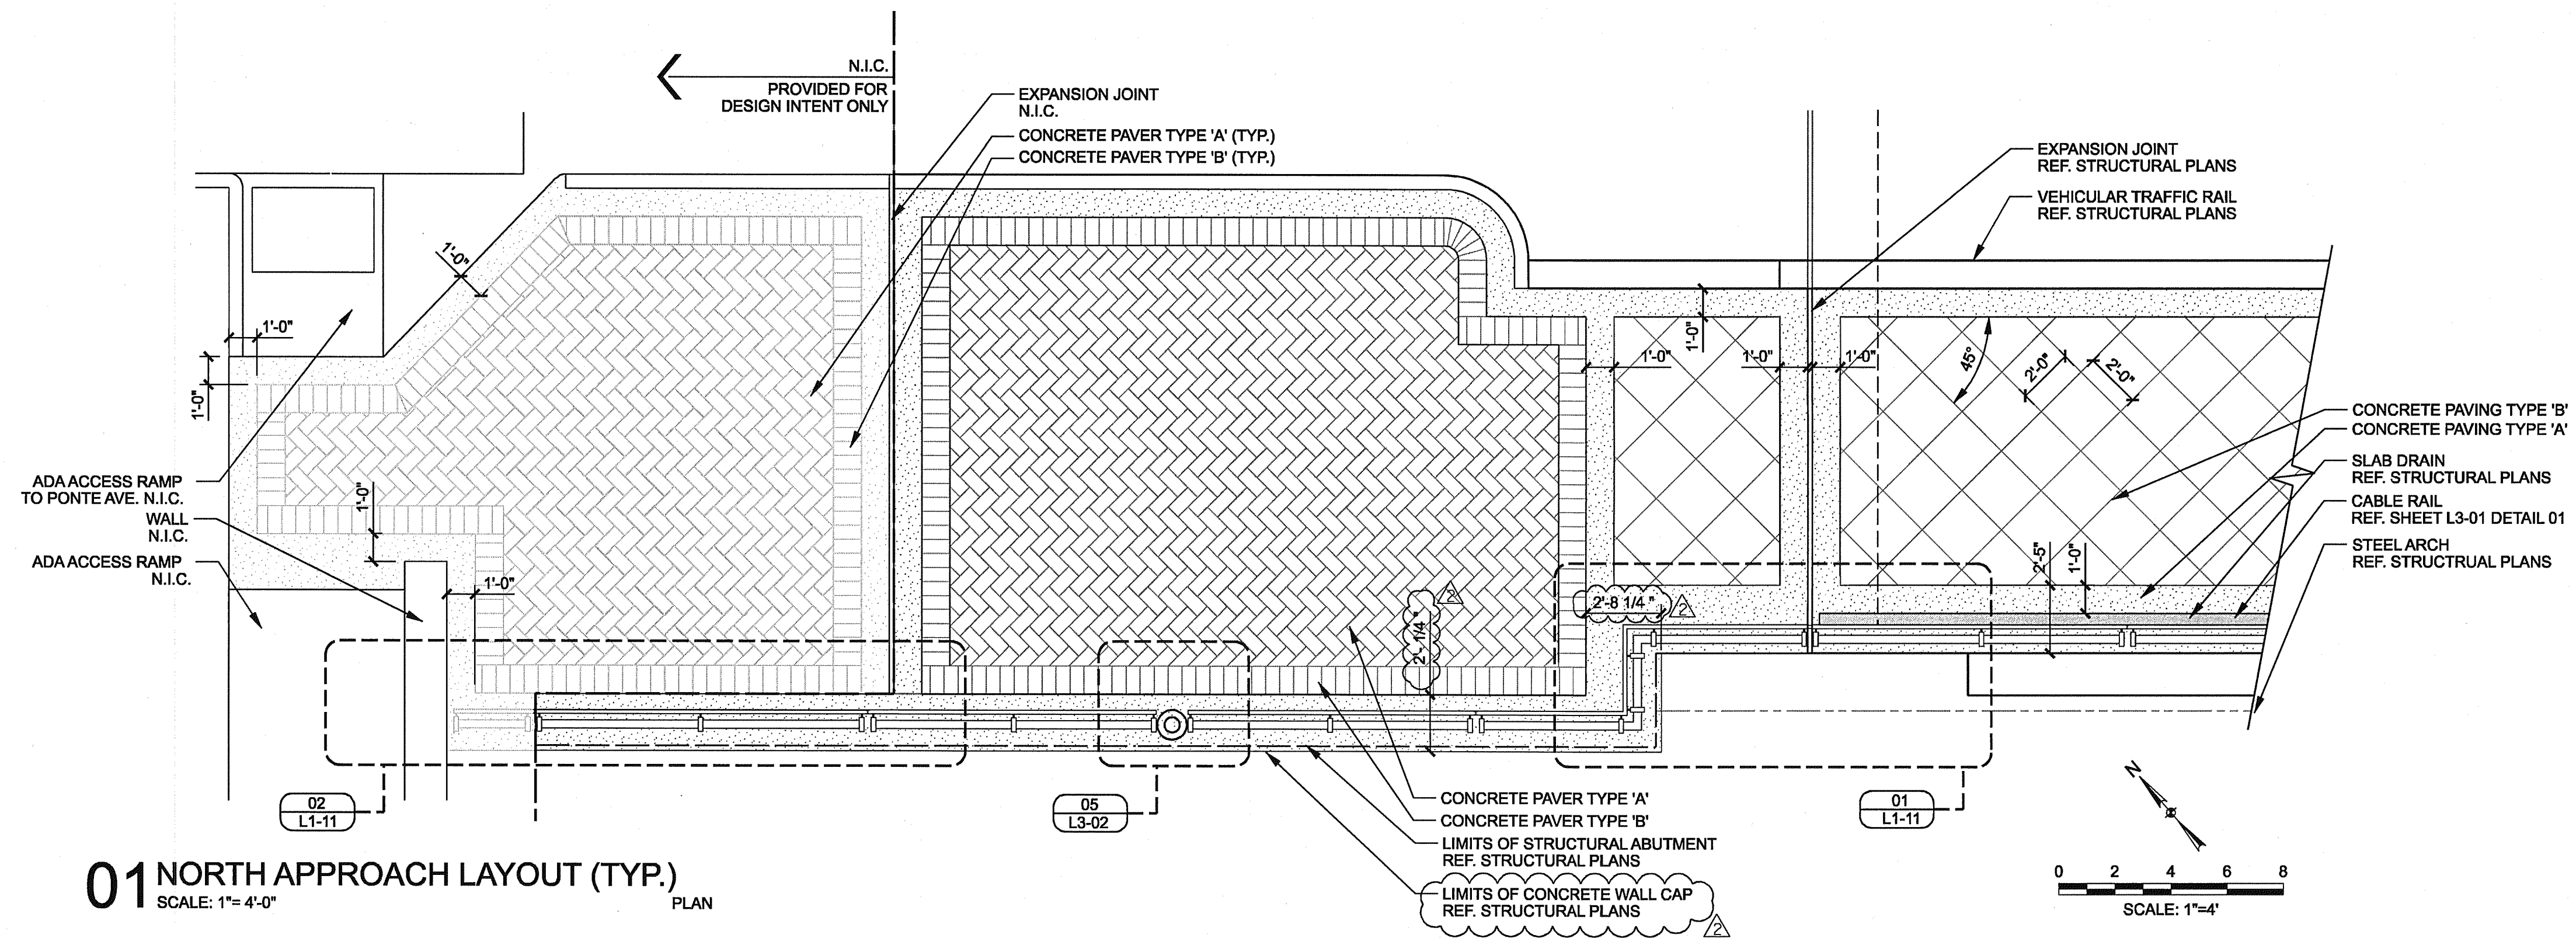 N.I.C.
PROVIDED FOR
DESIGN INTENT ONLY
EXPANSION JOINT
N.I.C.
CONCRETE PAVER TYPE 'A' (TYP.)
CONCRETE PAVER TYPE 'B' (TYP.)
EXPANSION JOINT
REF. STRUCTURAL PLANS
VEHICULAR TRAFFIC RAIL
REF. STRUCTURAL PLANS
1'-0"
1'-0"
1'-0"
1'-0"
1'-0"
1'-0"
1'-0"
1'-0"
1'-0"
45°
2'-0"
2'-0"
CONCRETE PAVING TYPE 'B'
CONCRETE PAVING TYPE 'A'
SLAB DRAIN
REF. STRUCTURAL PLANS
CABLE RAIL
REF. SHEET L3-01 DETAIL 01
STEEL ARCH
REF. STRUCTRUAL PLANS
ADA ACCESS RAMP
TO PONTE AVE. N.I.C.
WALL
N.I.C.
ADA ACCESS RAMP
N.I.C.
2'-5"
1'-0"
2'-8 1/4 "
2
2'- 1/4"
2
02
L1-11
05
L3-02
01
L1-11
CONCRETE PAVER TYPE 'A'
CONCRETE PAVER TYPE 'B'
LIMITS OF STRUCTURAL ABUTMENT
REF. STRUCTURAL PLANS
LIMITS OF CONCRETE WALL CAP
REF. STRUCTURAL PLANS
2
N
0 2 4 6 8
SCALE: 1"=4'
01 NORTH APPROACH LAYOUT (TYP.)
SCALE: 1"= 4'-0"
PLAN